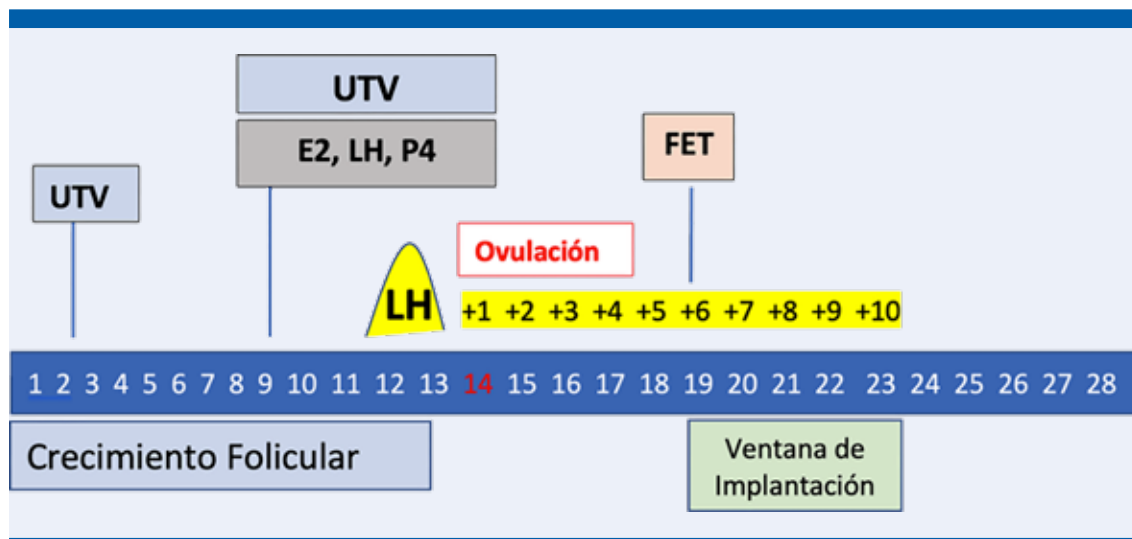 UTV
E2, LH, P4
FET
UTV
Ovulación
LH
+1 +2 +3 +4 +5 +6 +7 +8 +9 +10
1 2 3 4 5 6 7 8 9 10 11 12 13 14 15 16 17 18 19 20 21 22 23 24 25 26 27 28
Crecimiento Folicular
Ventana de
Implantación